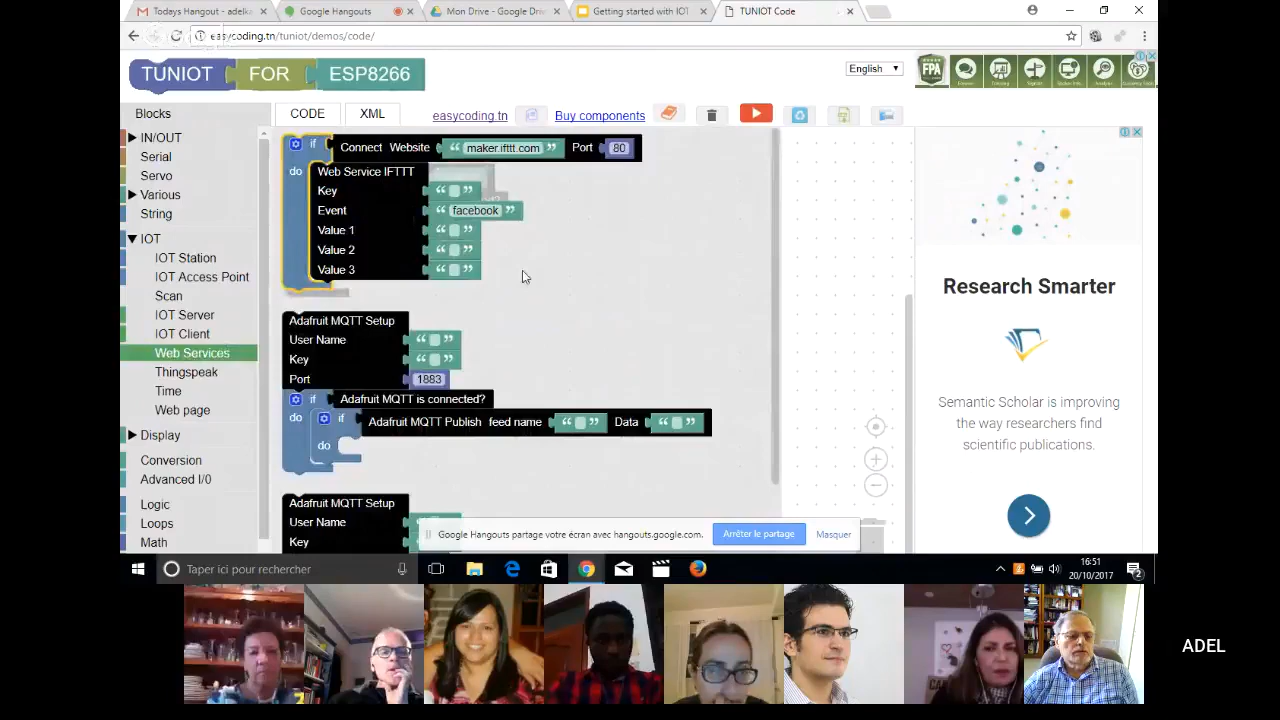 Todays Hangout - adelka
Google Hangouts
Mon Drive - Google Driv
Getting started with IOT
TUNIOT Code
easycoding.tn/tuniot/demos/code/
TUNIOT FOR ESP8266
English
FPA
Blocks
CODE
XML
easycoding.tn
Buy components
IN/OUT
Serial
Servo
Various
String
IOT
IOT Station
IOT Access Point
Scan
IOT Server
IOT Client
Web Services
Thingspeak
Time
Web page
Display
Conversion
Advanced I/0
Logic
Loops
Math
if Connect Website “ maker.ifttt.com ” Port 80
do Web Service IFTTT
Key “ ”
Event “ facebook ”
Value 1 “ ”
Value 2 “ ”
Value 3 “ ”
Adafruit MQTT Setup
User Name “ ”
Key “ ”
Port 1883
if Adafruit MQTT is connected?
do if Adafruit MQTT Publish feed name “ ” Data “ ”
do
Adafruit MQTT Setup
User Name
Key
Research Smarter
Semantic Scholar is improving
the way researchers find
scientific publications.
Google Hangouts partage votre écran avec hangouts.google.com.
Arrêter le partage
Masquer
Taper ici pour rechercher
16:51
20/10/2017
2
ADEL